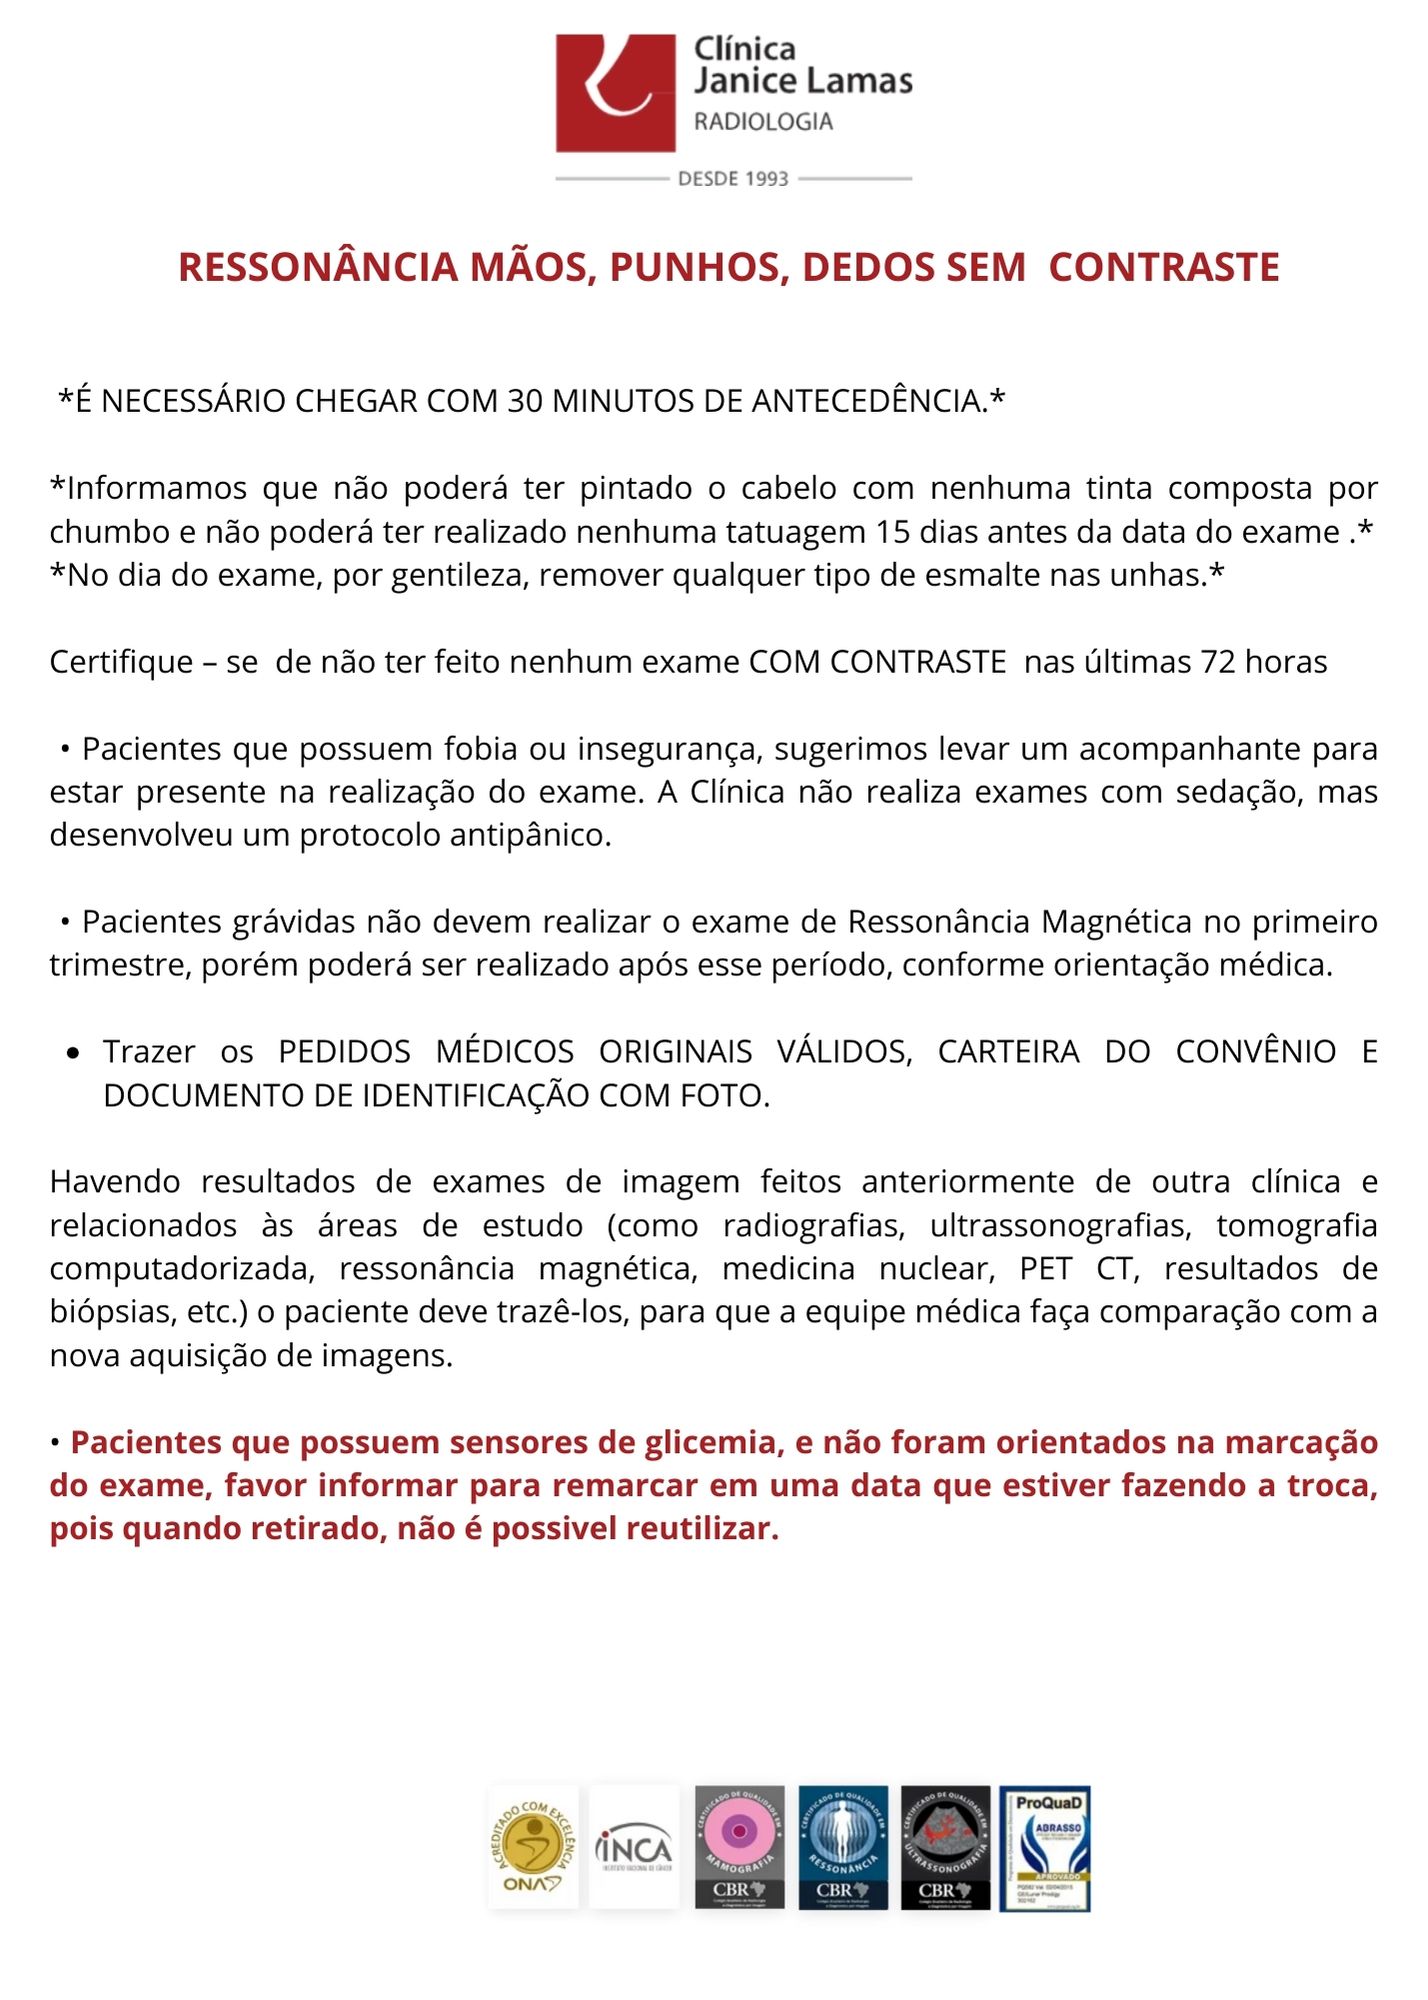 Clínica
Janice Lamas
RADIOLOGIA
DESDE 1993
RESSONÂNCIA MÃOS, PUNHOS, DEDOS SEM CONTRASTE
*É NECESSÁRIO CHEGAR COM 30 MINUTOS DE ANTECEDÊNCIA.*
*Informamos que não poderá ter pintado o cabelo com nenhuma tinta composta por
chumbo e não poderá ter realizado nenhuma tatuagem 15 dias antes da data do exame .*
*No dia do exame, por gentileza, remover qualquer tipo de esmalte nas unhas.*
Certifique – se de não ter feito nenhum exame COM CONTRASTE nas últimas 72 horas
• Pacientes que possuem fobia ou insegurança, sugerimos levar um acompanhante para
estar presente na realização do exame. A Clínica não realiza exames com sedação, mas
desenvolveu um protocolo antipânico.
• Pacientes grávidas não devem realizar o exame de Ressonância Magnética no primeiro
trimestre, porém poderá ser realizado após esse período, conforme orientação médica.
• Trazer os PEDIDOS MÉDICOS ORIGINAIS VÁLIDOS, CARTEIRA DO CONVÊNIO E
DOCUMENTO DE IDENTIFICAÇÃO COM FOTO.
Havendo resultados de exames de imagem feitos anteriormente de outra clínica e
relacionados às áreas de estudo (como radiografias, ultrassonografias, tomografia
computadorizada, ressonância magnética, medicina nuclear, PET CT, resultados de
biópsias, etc.) o paciente deve trazê-los, para que a equipe médica faça comparação com a
nova aquisição de imagens.
• Pacientes que possuem sensores de glicemia, e não foram orientados na marcação
do exame, favor informar para remarcar em uma data que estiver fazendo a troca,
pois quando retirado, não é possivel reutilizar.
ACREDITADO COM EXCELÊNCIA
ONA
INCA
INSTITUTO NACIONAL DE CÂNCER
CERTIFICADO DE QUALIDADE EM
MAMOGRAFIA
CBR
CERTIFICADO DE QUALIDADE EM
RESSONÂNCIA
CBR
CERTIFICADO DE QUALIDADE EM
ULTRASSONOGRAFIA
CBR
ProQuaD
ABRASSO
APROVADO